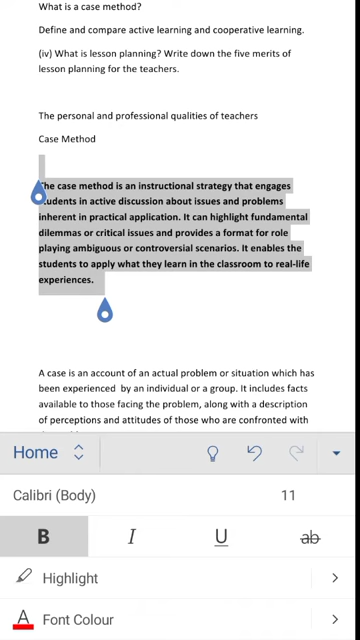 What is a case method?
Define and compare active learning and cooperative learning.
(iv) What is lesson planning? Write down the five merits of
lesson planning for the teachers.
The personal and professional qualities of teachers
Case Method
The case method is an instructional strategy that engages
students in active discussion about issues and problems
inherent in practical application. It can highlight fundamental
dilemmas or critical issues and provides a format for role
playing ambiguous or controversial scenarios. It enables the
students to apply what they learn in the classroom to real-life
experiences.
A case is an account of an actual problem or situation which has
been experienced by an individual or a group. It includes facts
available to those facing the problem, along with a description
of perceptions and attitudes of those who are confronted with
Home
Calibri (Body) 11
B I U ab
Highlight
A Font Colour